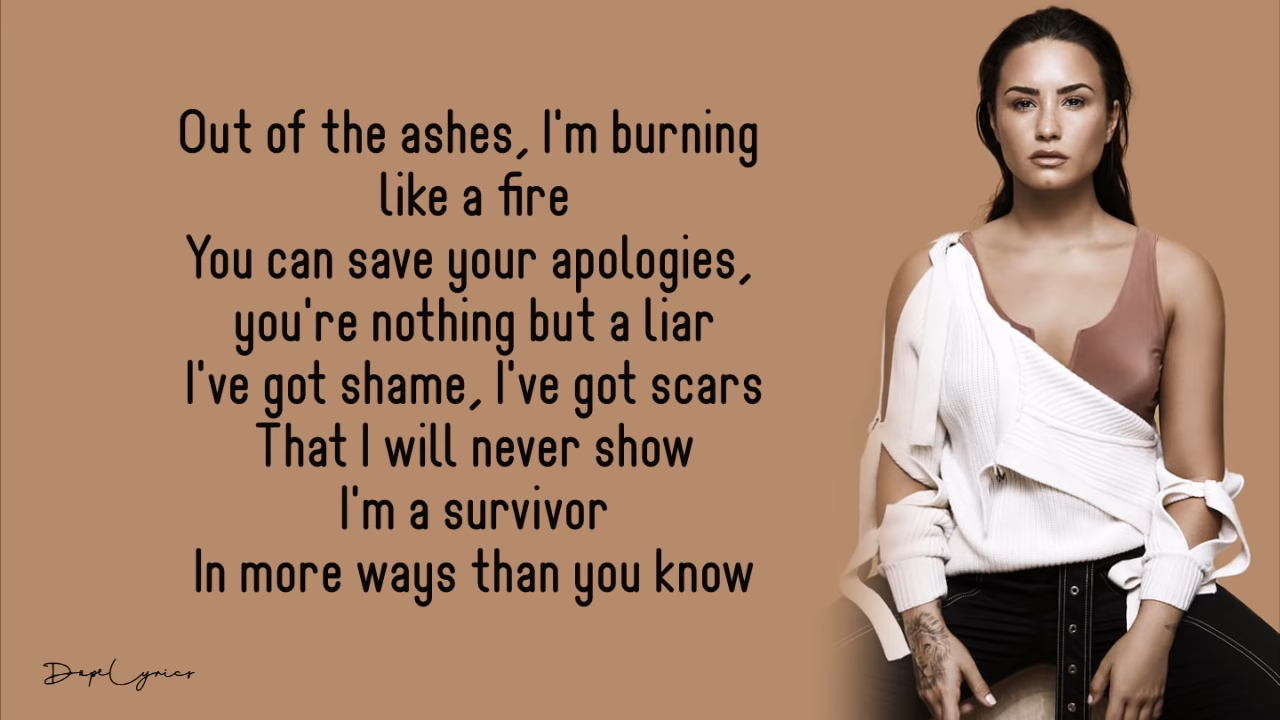 Out of the ashes, I'm burning
like a fire
You can save your apologies,
you're nothing but a liar
I've got shame, I've got scars
That I will never show
I'm a survivor
In more ways than you know
DopeLyrics